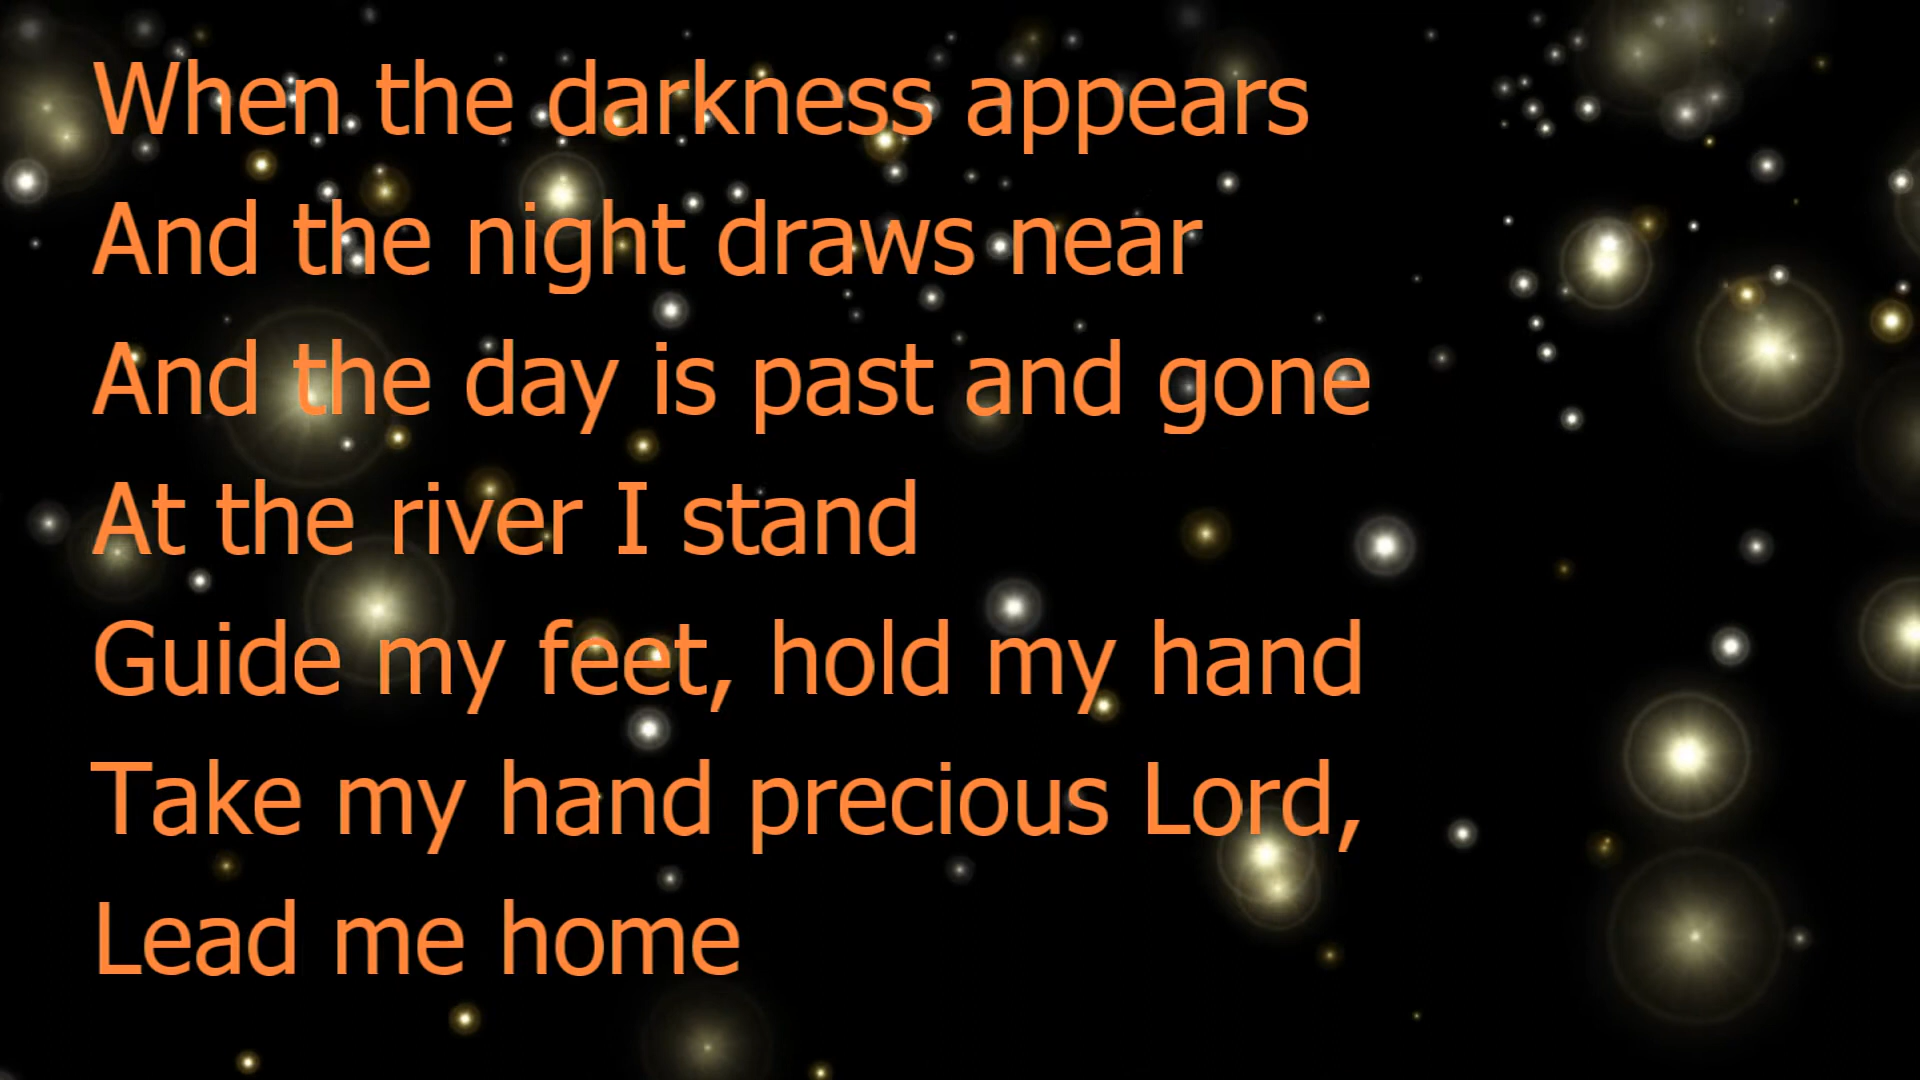 When the darkness appears
And the night draws near
And the day is past and gone
At the river I stand
Guide my feet, hold my hand
Take my hand precious Lord,
Lead me home